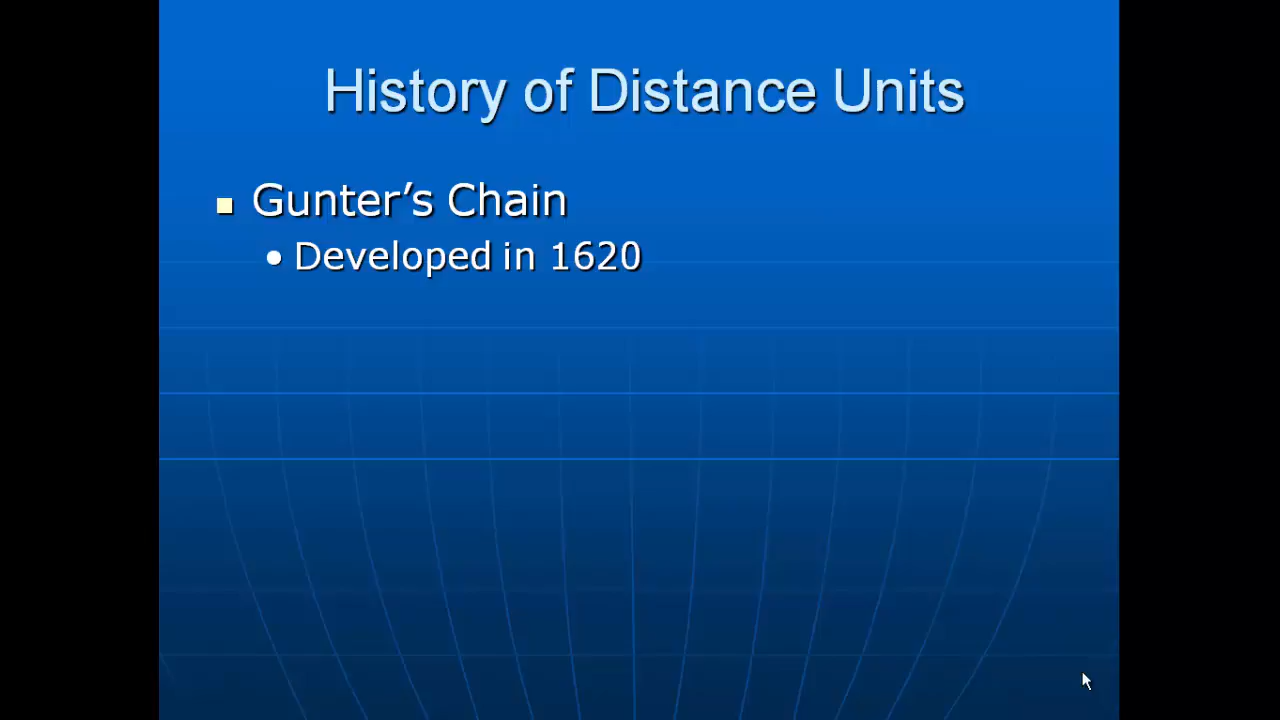 History of Distance Units
Gunter’s Chain
Developed in 1620